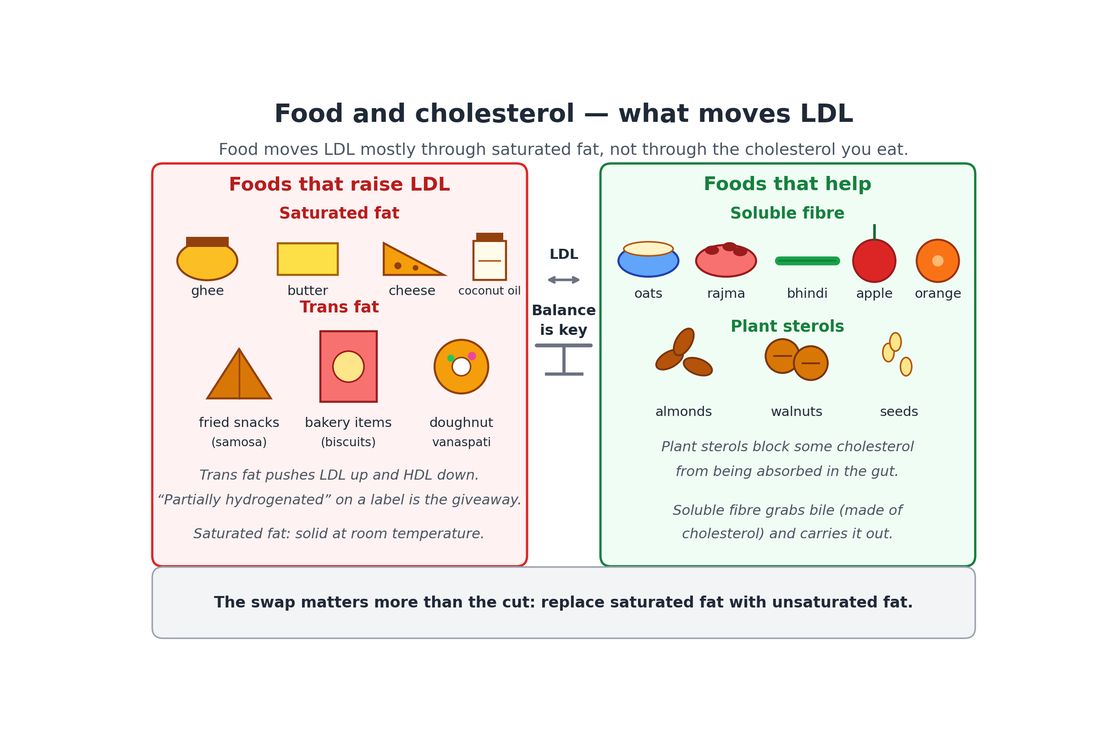 Food and cholesterol — what moves LDL
Food moves LDL mostly through saturated fat, not through the cholesterol you eat.
Foods that raise LDL
Saturated fat
ghee
butter
cheese
coconut oil
Trans fat
fried snacks
(samosa)
bakery items
(biscuits)
doughnut
vanaspati
Trans fat pushes LDL up and HDL down.
“Partially hydrogenated” on a label is the giveaway.
Saturated fat: solid at room temperature.
LDL
Balance
is key
Foods that help
Soluble fibre
oats
rajma
bhindi
apple
orange
Plant sterols
almonds
walnuts
seeds
Plant sterols block some cholesterol
from being absorbed in the gut.
Soluble fibre grabs bile (made of
cholesterol) and carries it out.
The swap matters more than the cut: replace saturated fat with unsaturated fat.